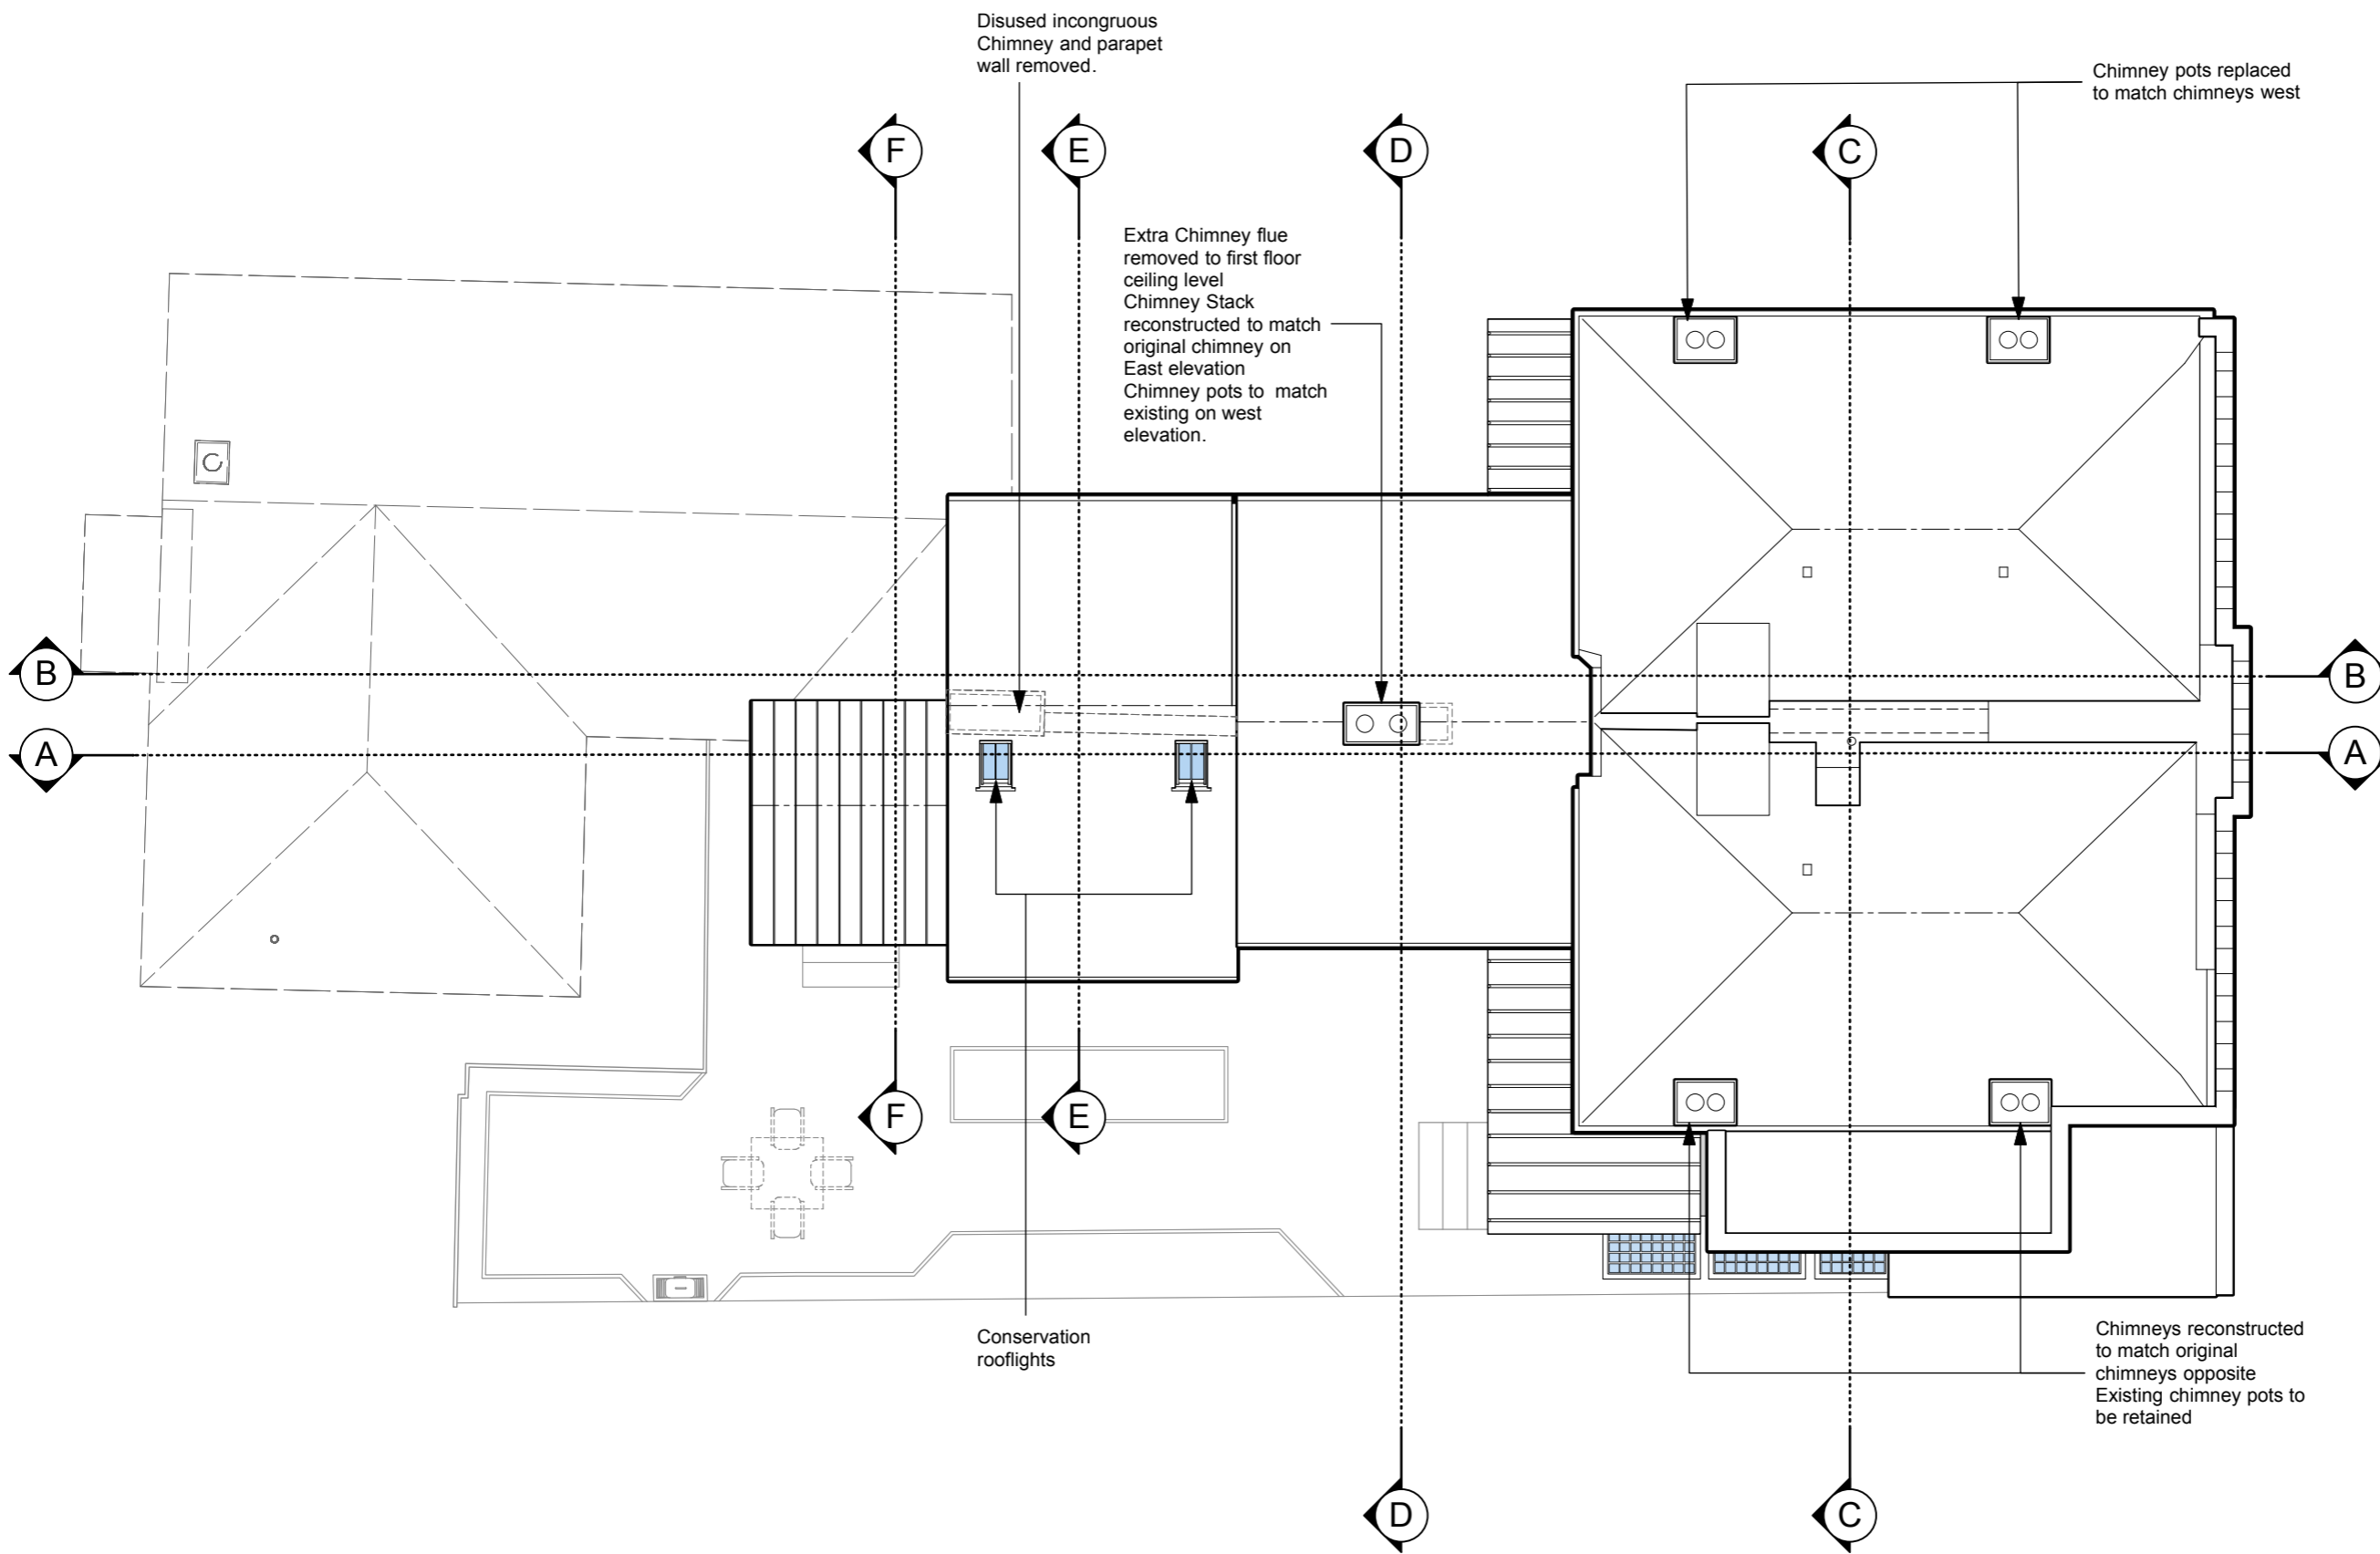 Disused incongruous
Chimney and parapet
wall removed.
Chimney pots replaced
to match chimneys west
F
E
D
C
Extra Chimney flue
removed to first floor
ceiling level
Chimney Stack
reconstructed to match
original chimney on
East elevation
Chimney pots to match
existing on west
elevation.
B
B
A
A
F
E
Conservation
rooflights
Chimneys reconstructed
to match original
chimneys opposite
Existing chimney pots to
be retained
D
C